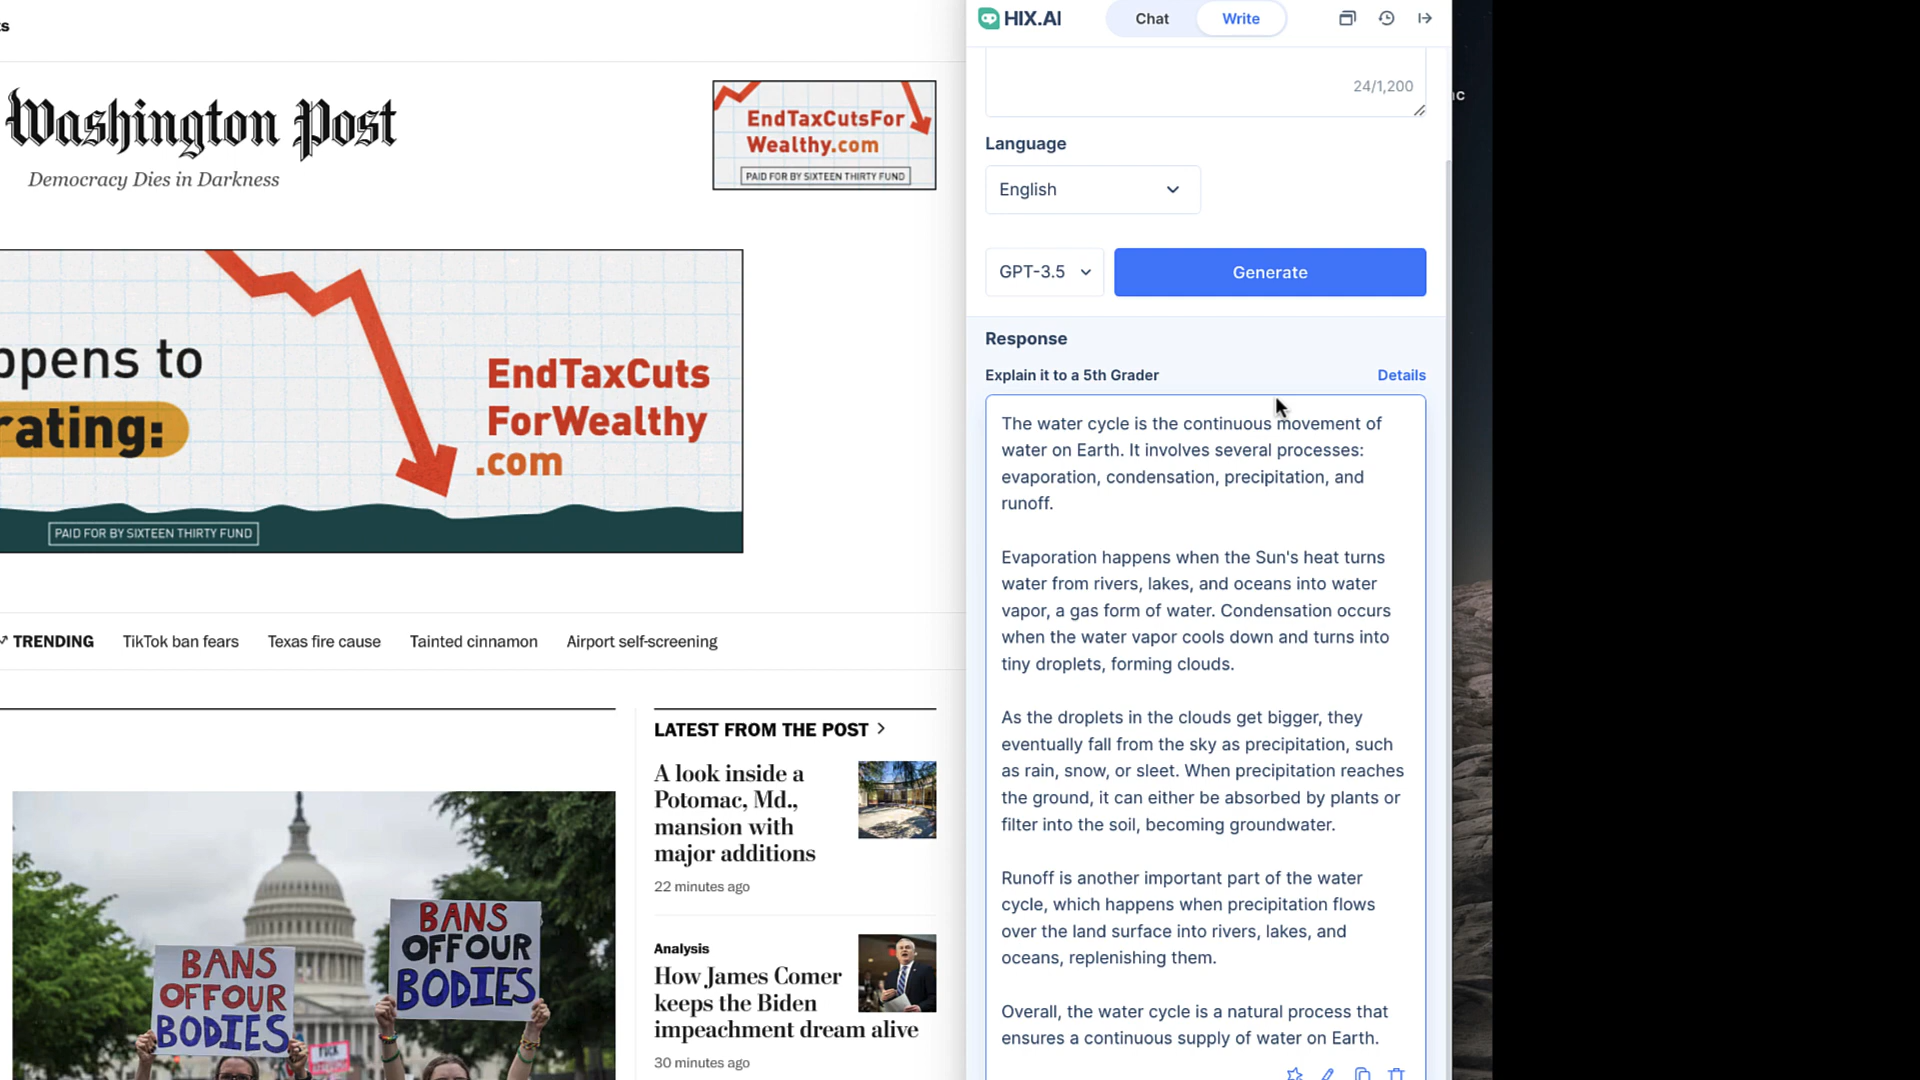 ts
Washington Post
Democracy Dies in Darkness
EndTaxCutsFor
Wealthy.com
PAID FOR BY SIXTEEN THIRTY FUND
ppens to
rating:
EndTaxCuts
ForWealthy
.com
PAID FOR BY SIXTEEN THIRTY FUND
TRENDING TikTok ban fears Texas fire cause Tainted cinnamon Airport self-screening
BANS
OFF OUR
BODIES
BANS
OFF OUR
BODIES
LATEST FROM THE POST >
A look inside a
Potomac, Md.,
mansion with
major additions
22 minutes ago
Analysis
How James Comer
keeps the Biden
impeachment dream alive
30 minutes ago
HIX.AI Chat Write
24/1,200
Language
English
GPT-3.5 Generate
Response
Explain it to a 5th Grader Details
The water cycle is the continuous movement of
water on Earth. It involves several processes:
evaporation, condensation, precipitation, and
runoff.
Evaporation happens when the Sun's heat turns
water from rivers, lakes, and oceans into water
vapor, a gas form of water. Condensation occurs
when the water vapor cools down and turns into
tiny droplets, forming clouds.
As the droplets in the clouds get bigger, they
eventually fall from the sky as precipitation, such
as rain, snow, or sleet. When precipitation reaches
the ground, it can either be absorbed by plants or
filter into the soil, becoming groundwater.
Runoff is another important part of the water
cycle, which happens when precipitation flows
over the land surface into rivers, lakes, and
oceans, replenishing them.
Overall, the water cycle is a natural process that
ensures a continuous supply of water on Earth.